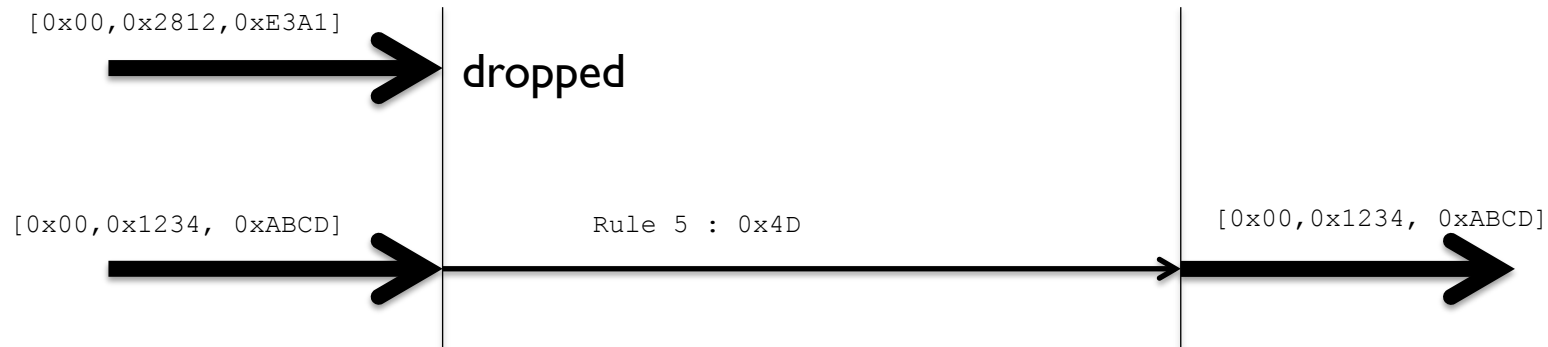 [0x00,0x2812,0xE3A1]
dropped
[0x00,0x1234, 0xABCD]
Rule 5 : 0x4D
[0x00,0x1234, 0xABCD]